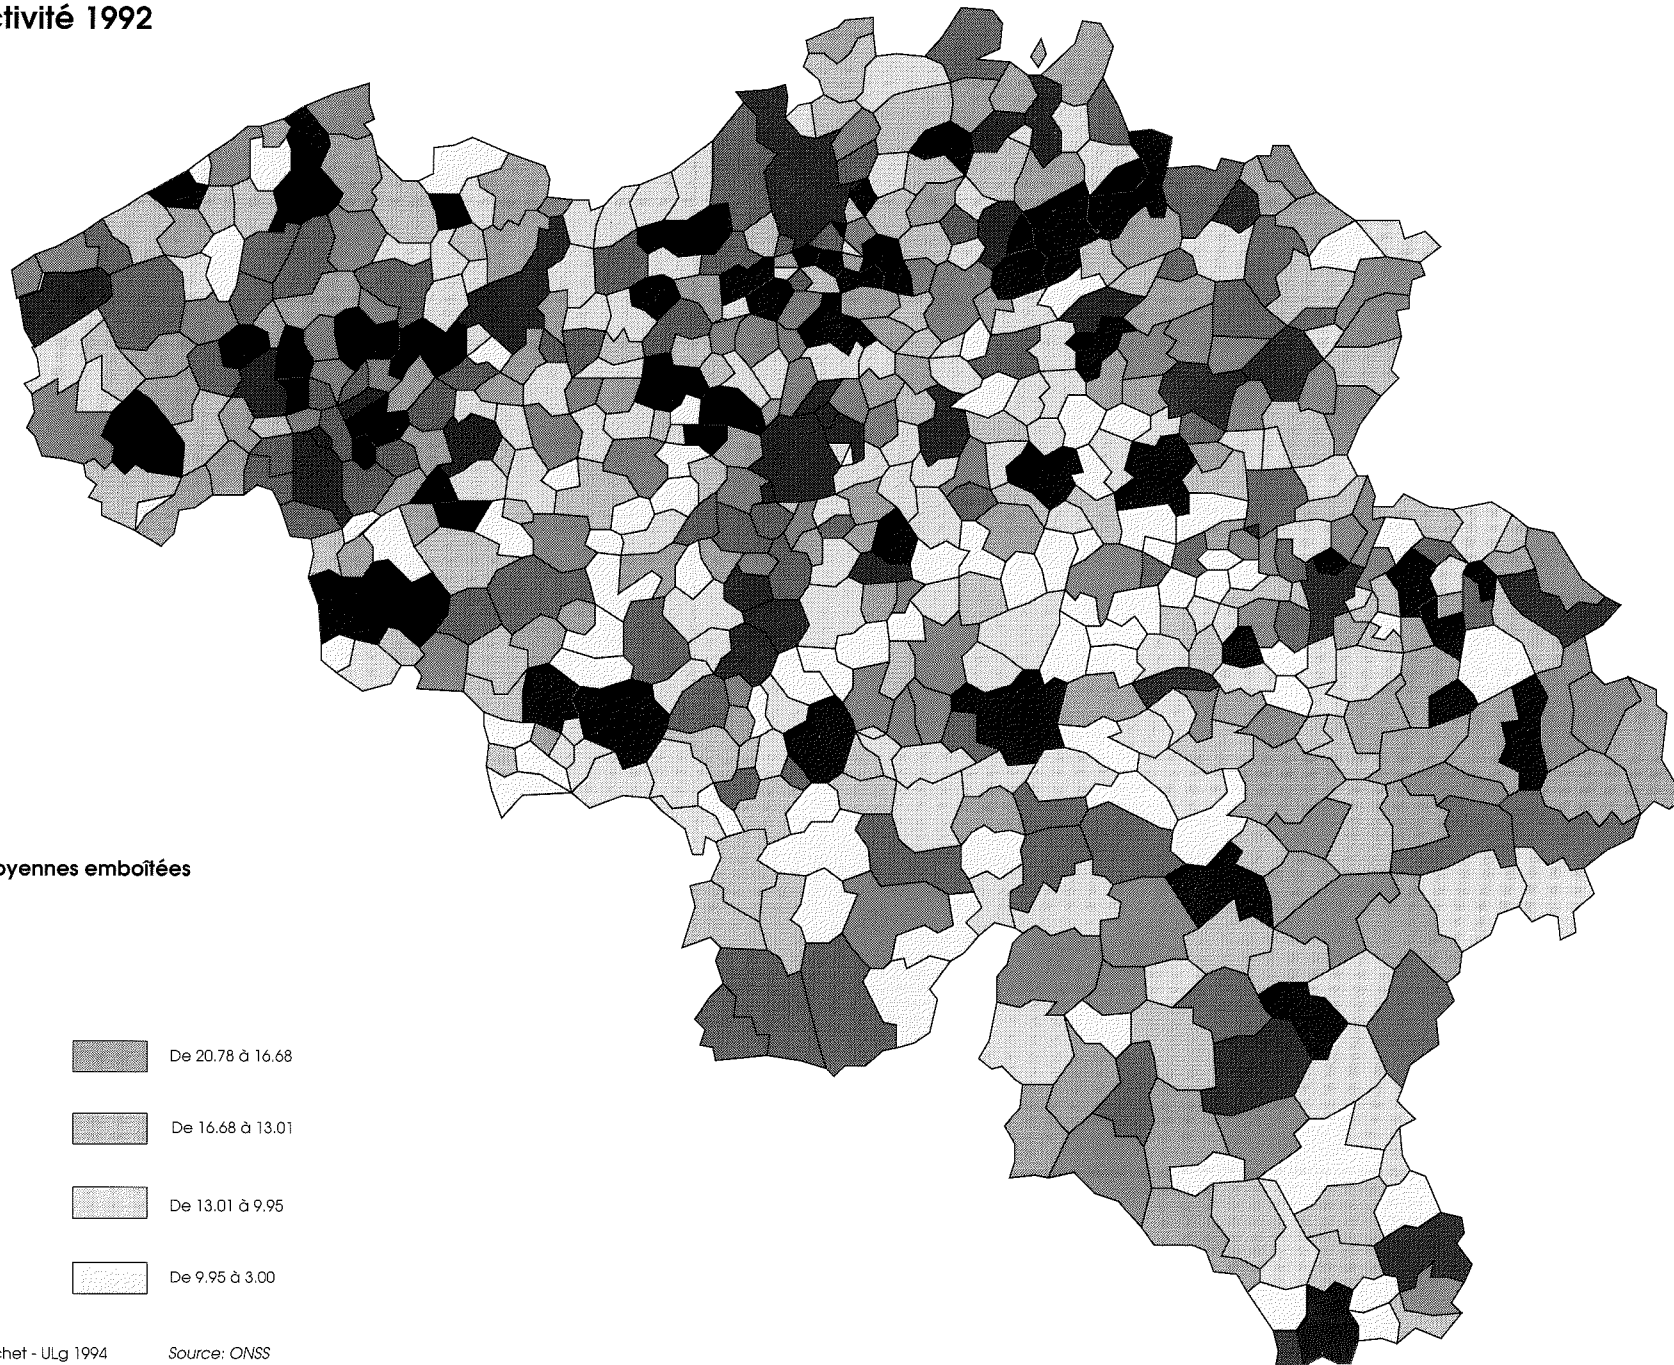 ctivité 1992
oyennes emboîtées
De 20.78 à 16.68
De 16.68 à 13.01
De 13.01 à 9.95
De 9.95 à 3.00
chet - ULg 1994 Source: ONSS